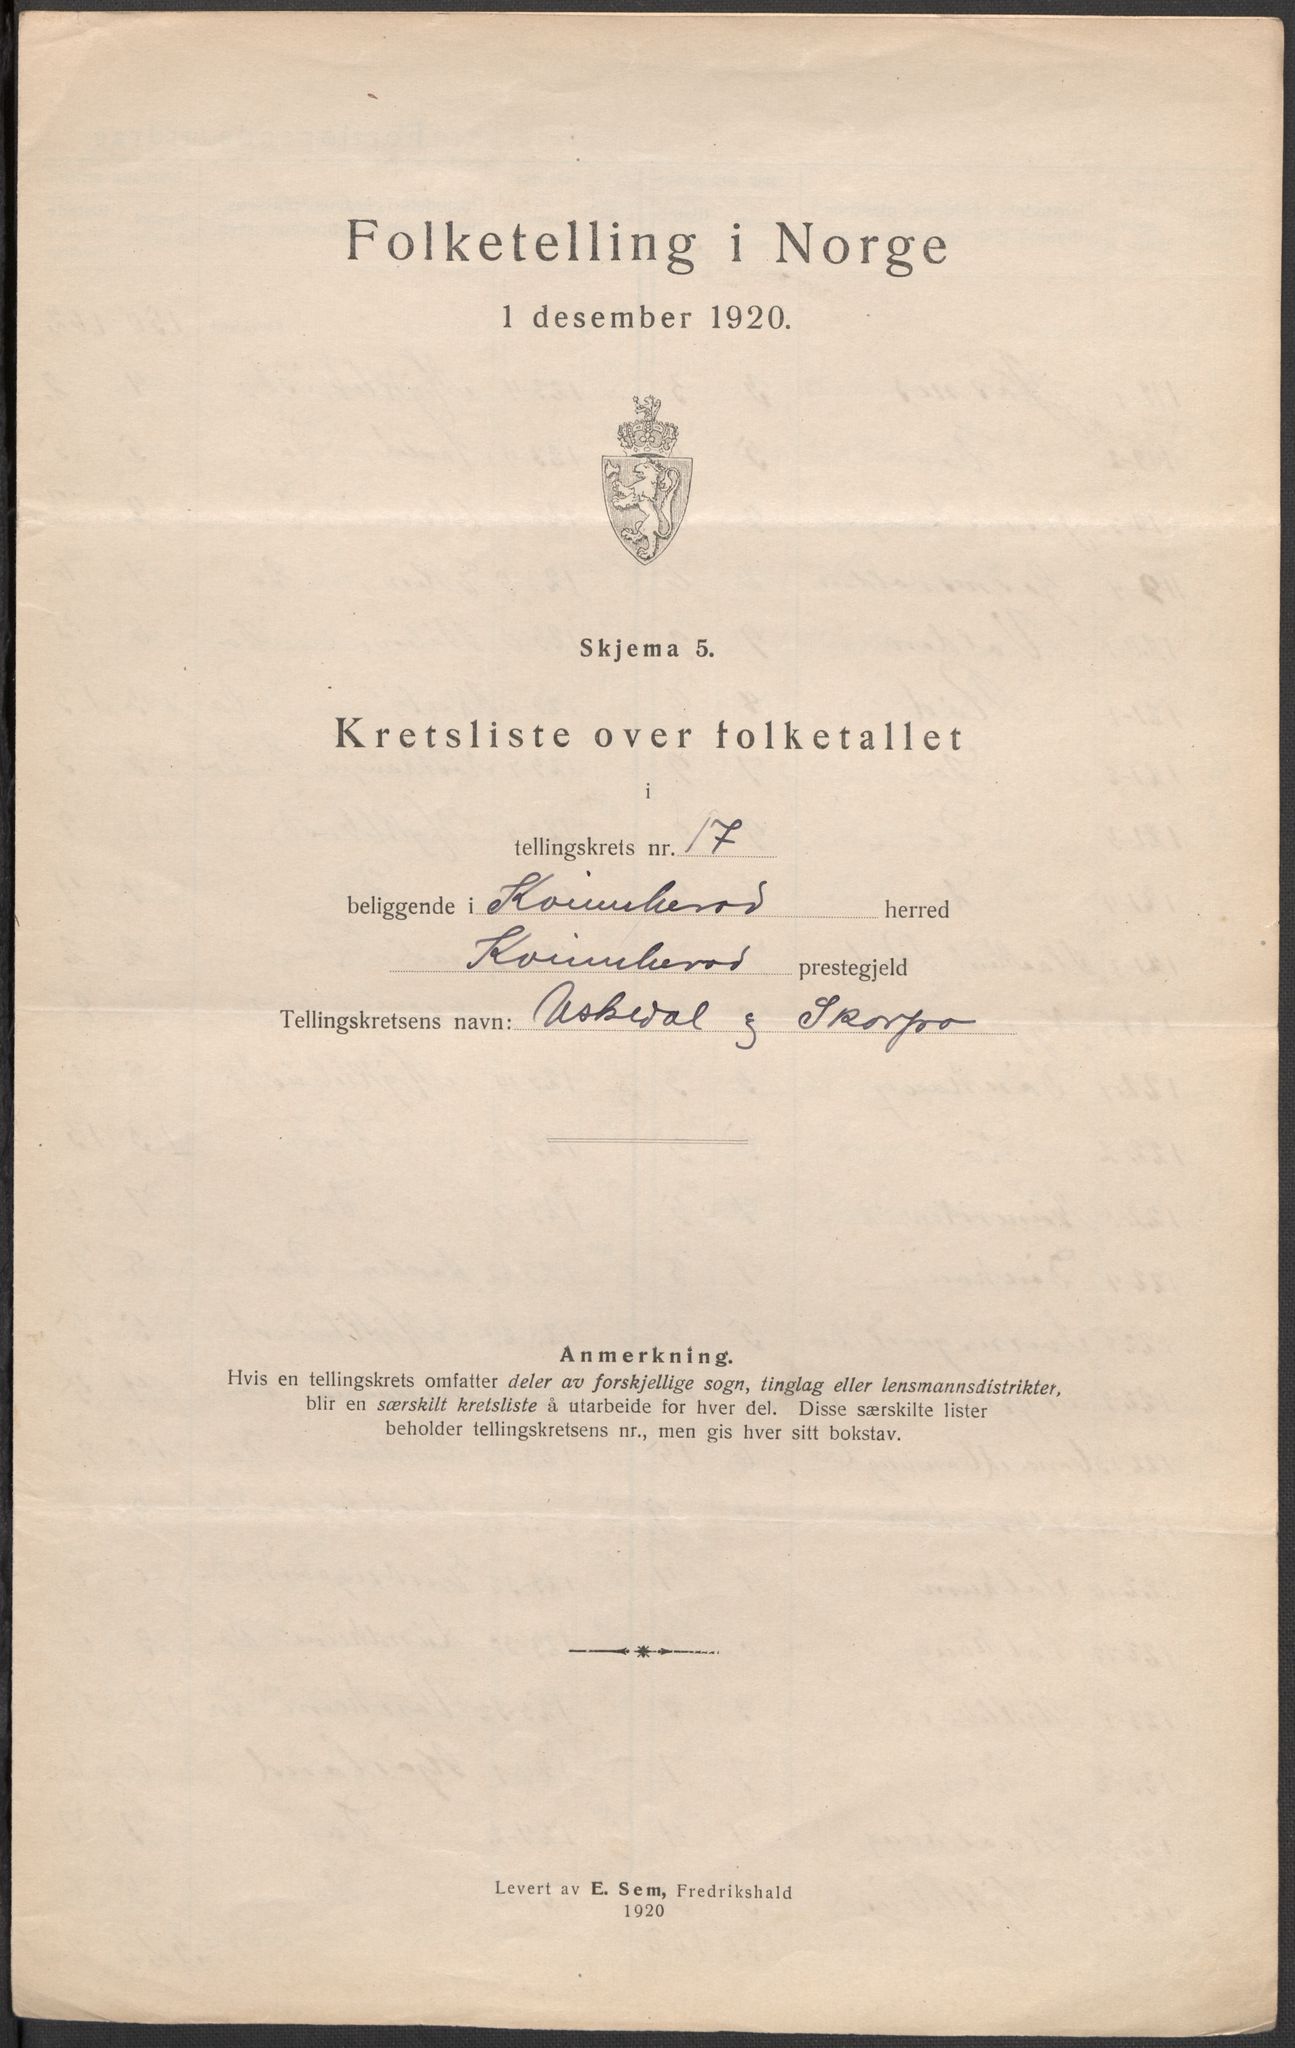 Folketelling i Norge
1 desember 1920.
Skjema 5.
Kretsliste over folketallet
i
tellingskrets nr. 17
beliggende i Kvinnherad herred
Kvinnherad prestegjeld
Tellingskretsens navn: Uskedal & Skorpo
Anmerkning.
Hvis en tellingskrets omfatter deler av forskjellige sogn, tinglag eller lensmannsdistrikter,
blir en særskilt kretsliste å utarbeide for hver del. Disse særskilte lister
beholder tellingskretsens nr., men gis hver sitt bokstav.
Levert av E. Sem, Fredrikshald
1920